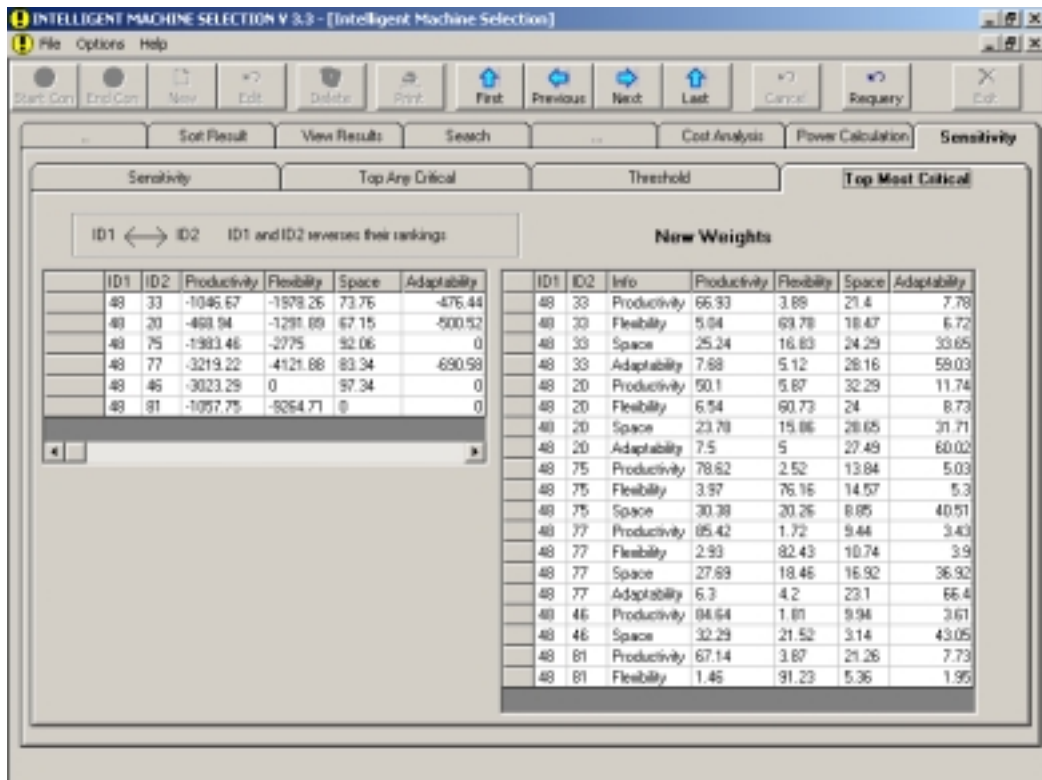 INTELLIGENT MACHINE SELECTION V 3.3 - [Intelligent Machine Selection]
File Options Help
Start Con End Con New Edit Delete Print First Previous Next Last Cancel Requery Exit
.. Sort Result View Results Search ... Cost Analysis Power Calculation Sensitivity
Sensitivity Top Any Critical Threshold Top Most Critical
ID1 ID2 ID1 and ID2 reverses their rankings
New Weights
ID1 ID2 Productivity Flexibility Space Adaptability
48 33 -1046.67 -1978.26 73.76 -476.44
48 20 -468.94 -1291.89 67.15 -500.52
48 75 -1983.46 -2775 92.06 0
48 77 -3219.22 -4121.88 83.34 -690.58
48 46 -3023.29 0 97.34 0
48 81 -1057.75 -9264.71 0 0
ID1 ID2 Info Productivity Flexibility Space Adaptability
48 33 Productivity 66.93 3.89 21.4 7.78
48 33 Flexibility 5.04 69.78 18.47 6.72
48 33 Space 25.24 16.83 24.29 33.65
48 33 Adaptability 7.68 5.12 28.16 59.03
48 20 Productivity 50.1 5.87 32.29 11.74
48 20 Flexibility 6.54 60.73 24 8.73
48 20 Space 23.78 15.86 28.65 31.71
48 20 Adaptability 7.5 5 27.49 60.02
48 75 Productivity 78.62 2.52 13.84 5.03
48 75 Flexibility 3.97 76.16 14.57 5.3
48 75 Space 30.38 20.26 8.85 40.51
48 77 Productivity 85.42 1.72 9.44 3.43
48 77 Flexibility 2.93 82.43 10.74 3.9
48 77 Space 27.69 18.46 16.92 36.92
48 77 Adaptability 6.3 4.2 23.1 66.4
48 46 Productivity 84.64 1.81 9.94 3.61
48 46 Space 32.29 21.52 3.14 43.05
48 81 Productivity 67.14 3.87 21.26 7.73
48 81 Flexibility 1.46 91.23 5.36 1.95